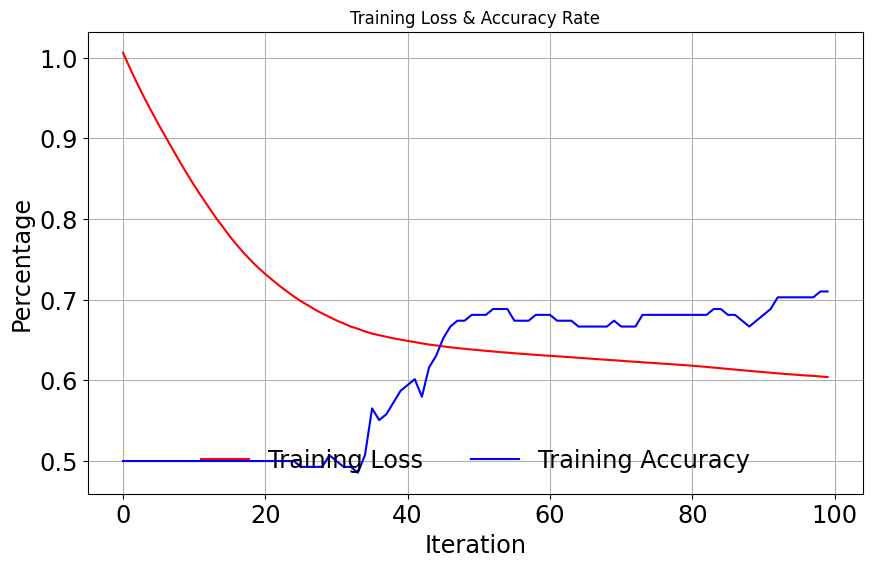 Training Loss & Accuracy Rate
Percentage
1.0
0.9
0.8
0.7
0.6
0.5
Training Loss Training Accuracy
0 20 40 60 80 100
Iteration